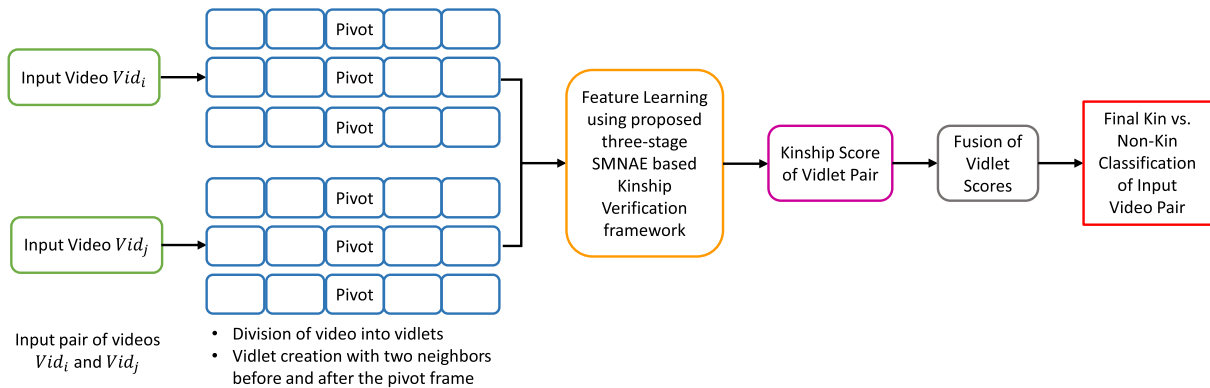 Input Video Vid_i
Pivot
Pivot
Pivot
Input Video Vid_j
Pivot
Pivot
Pivot
Input pair of videos
Vid_i and Vid_j
• Division of video into vidlets
• Vidlet creation with two neighbors
before and after the pivot frame
Feature Learning
using proposed
three-stage
SMNAE based
Kinship
Verification
framework
Kinship Score
of Vidlet Pair
Fusion of
Vidlet
Scores
Final Kin vs.
Non-Kin
Classification
of Input
Video Pair